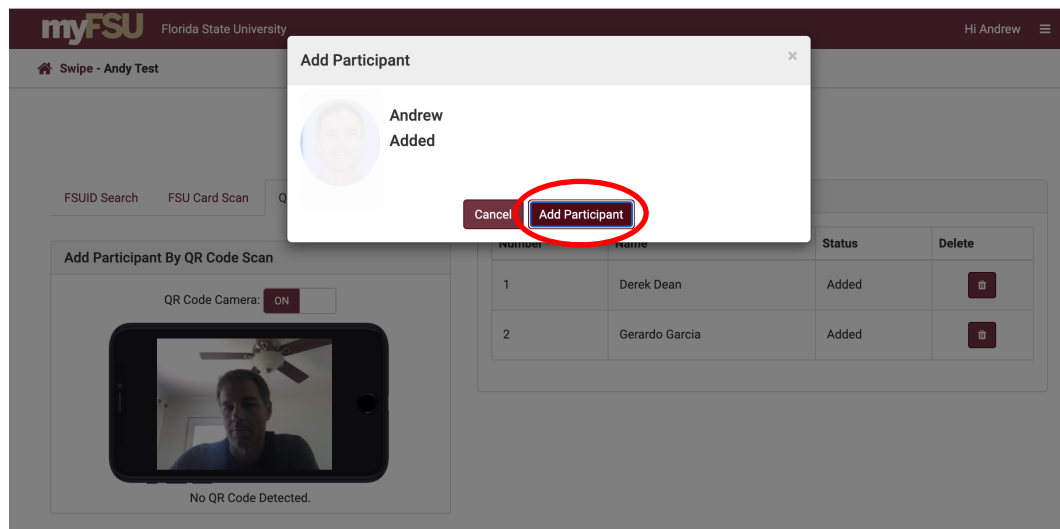 myFSU Florida State University Hi Andrew
Swipe - Andy Test
Add Participant ×
Andrew
Added
Cancel Add Participant
FSUID Search FSU Card Scan Q
Add Participant By QR Code Scan
QR Code Camera: ON
No QR Code Detected.
Number Name Status Delete
1 Derek Dean Added
2 Gerardo Garcia Added